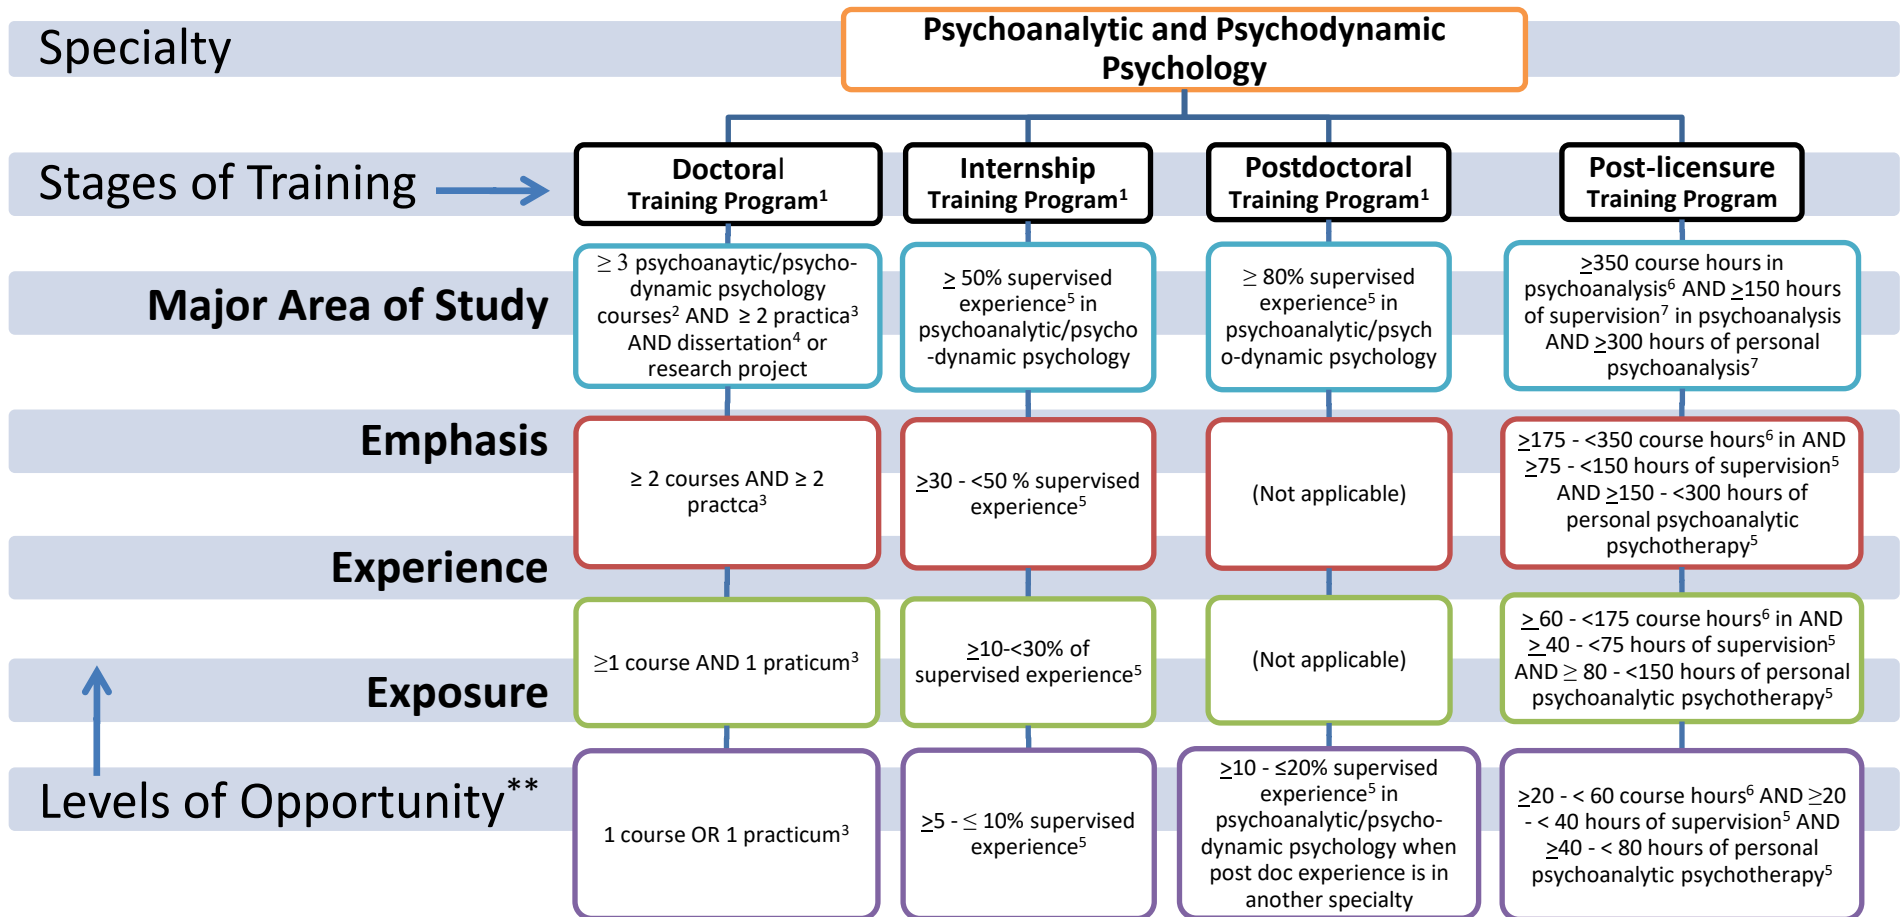 Specialty
Psychoanalytic and Psychodynamic
Psychology
Stages of Training
Doctoral
Training Program¹
Internship
Training Program¹
Postdoctoral
Training Program¹
Post-licensure
Training Program
Major Area of Study
≥ 3 psychoanaytic/psycho-
dynamic psychology
courses² AND ≥ 2 practica³
AND dissertation⁴ or
research project
≥ 50% supervised
experience⁵ in
psychoanalytic/psycho
-dynamic psychology
≥ 80% supervised
experience⁵ in
psychoanalytic/psych
o-dynamic psychology
≥350 course hours in
psychoanalysis⁶ AND ≥150 hours
of supervision⁷ in psychoanalysis
AND ≥300 hours of personal
psychoanalysis⁷
Emphasis
≥ 2 courses AND ≥ 2
practca³
≥30 - <50 % supervised
experience⁵
(Not applicable)
≥175 - <350 course hours⁶ in AND
≥75 - <150 hours of supervision⁵
AND ≥150 - <300 hours of
personal psychoanalytic
psychotherapy⁵
Experience
≥1 course AND 1 praticum³
≥10-<30% of
supervised experience⁵
(Not applicable)
≥ 60 - <175 course hours⁶ in AND
≥ 40 - <75 hours of supervision⁵
AND ≥ 80 - <150 hours of personal
psychoanalytic psychotherapy⁵
Exposure
1 course OR 1 practicum³
≥5 - ≤ 10% supervised
experience⁵
≥10 - ≤20% supervised
experience⁵ in
psychoanalytic/psycho-
dynamic psychology when
post doc experience is in
another specialty
≥20 - < 60 course hours⁶ AND ≥20
- < 40 hours of supervision⁵ AND
≥40 - < 80 hours of personal
psychoanalytic psychotherapy⁵
Levels of Opportunity**